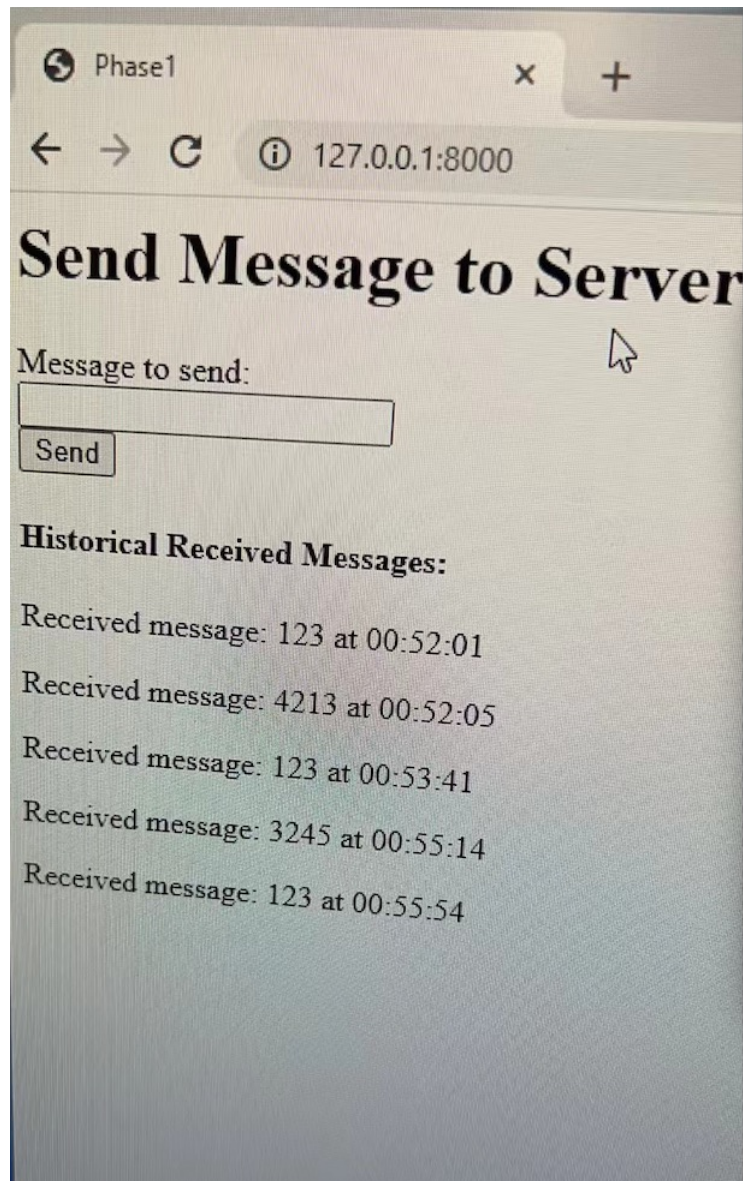 Phase1
127.0.0.1:8000
Send Message to Server
Message to send:
Send
Historical Received Messages:
Received message: 123 at 00:52:01
Received message: 4213 at 00:52:05
Received message: 123 at 00:53:41
Received message: 3245 at 00:55:14
Received message: 123 at 00:55:54